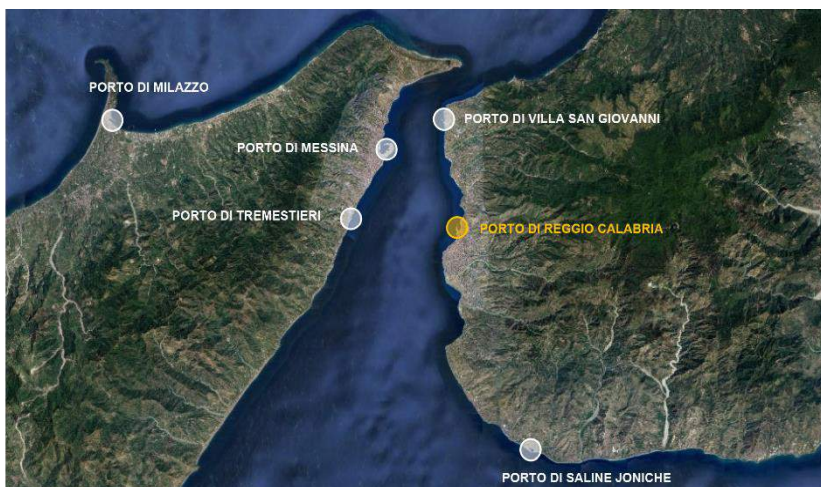 PORTO DI MILAZZO
PORTO DI VILLA SAN GIOVANNI
PORTO DI MESSINA
PORTO DI TREMESTIERI
PORTO DI REGGIO CALABRIA
PORTO DI SALINE JONICHE